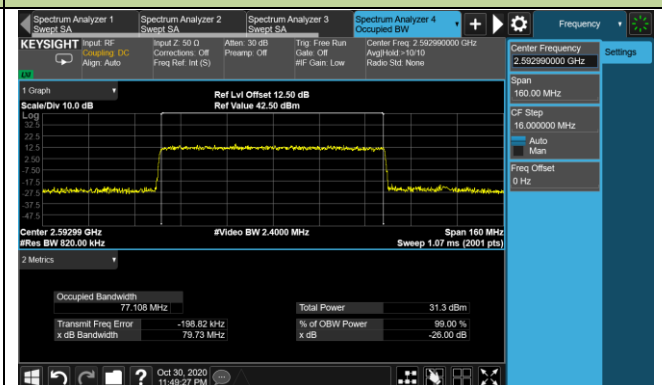 Spectrum Analyzer 1
Swept SA
Spectrum Analyzer 2
Swept SA
Spectrum Analyzer 3
Swept SA
Spectrum Analyzer 4
Occupied BW
Frequency
KEYSIGHT
Input: RF
Coupling: DC
Align: Auto
Input Z: 50 Ω
Corrections: Off
Freq Ref: Int (S)
Atten: 30 dB
Preamp: Off
Trig: Free Run
Gate: Off
#IF Gain: Low
Center Freq: 2.592990000 GHz
Avg|Hold:>10/10
Radio Std: None
Center Frequency
2.592990000 GHz
Settings
Span
160.00 MHz
CF Step
16.000000 MHz
Auto
Man
Freq Offset
0 Hz
1 Graph
Scale/Div 10.0 dB
Ref Lvl Offset 12.50 dB
Ref Value 42.50 dBm
Log
32.5
22.5
12.5
2.50
-7.50
-17.5
-27.5
-37.5
-47.5
Center 2.59299 GHz
#Video BW 2.4000 MHz
Span 160 MHz
#Res BW 820.00 kHz
Sweep 1.07 ms (2001 pts)
2 Metrics
Occupied Bandwidth
77.108 MHz
Total Power 31.3 dBm
Transmit Freq Error -198.82 kHz
% of OBW Power 99.00 %
x dB Bandwidth 79.73 MHz
x dB -26.00 dB
?
Oct 30, 2020
11:49:27 PM